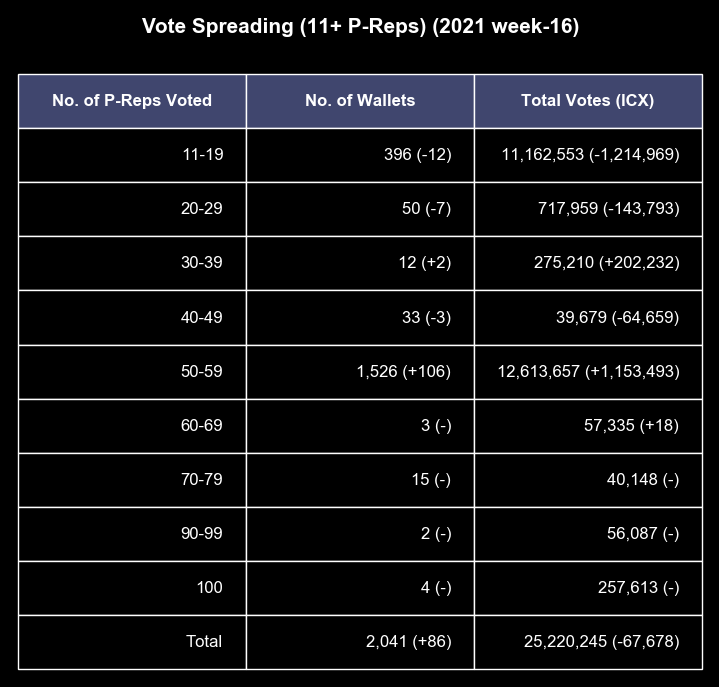 Vote Spreading (11+ P-Reps) (2021 week-16)
No. of P-Reps Voted No. of Wallets Total Votes (ICX)
11-19 396 (-12) 11,162,553 (-1,214,969)
20-29 50 (-7) 717,959 (-143,793)
30-39 12 (+2) 275,210 (+202,232)
40-49 33 (-3) 39,679 (-64,659)
50-59 1,526 (+106) 12,613,657 (+1,153,493)
60-69 3 (-) 57,335 (+18)
70-79 15 (-) 40,148 (-)
90-99 2 (-) 56,087 (-)
100 4 (-) 257,613 (-)
Total 2,041 (+86) 25,220,245 (-67,678)